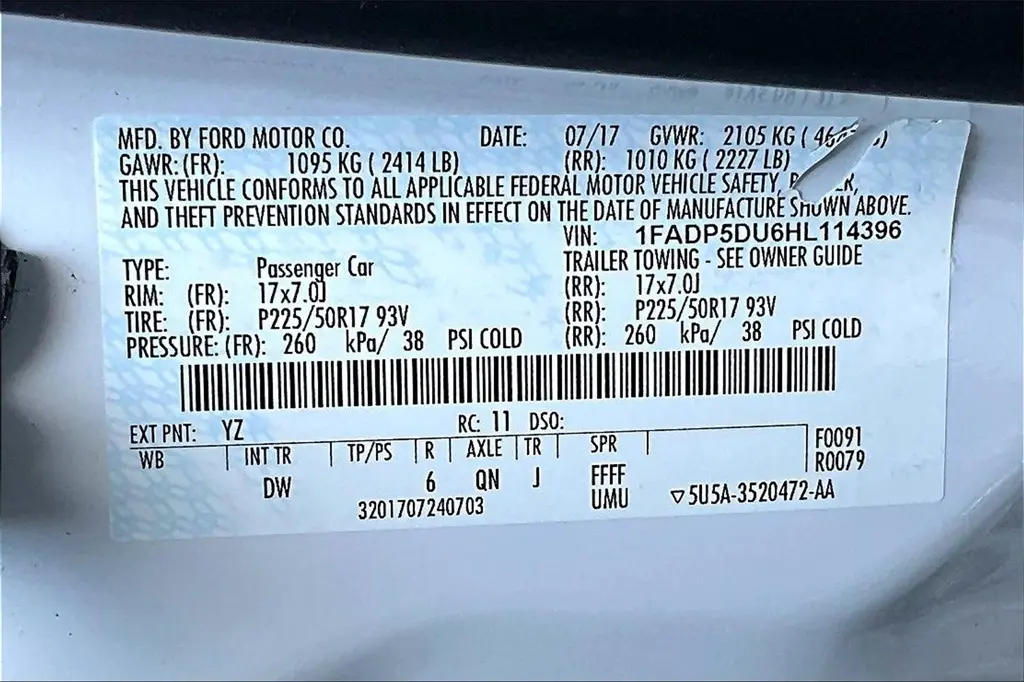 MFD. BY FORD MOTOR CO. DATE: 07/17 GVWR: 2105 KG (
GAWR: (FR): 1095 KG ( 2414 LB) (RR): 1010 KG ( 2227 LB)
THIS VEHICLE CONFORMS TO ALL APPLICABLE FEDERAL MOTOR VEHICLE SAFETY,
AND THEFT PREVENTION STANDARDS IN EFFECT ON THE DATE OF MANUFACTURE SHOWN ABOVE.
VIN: 1FADP5DU6HL114396
TYPE: Passenger Car TRAILER TOWING - SEE OWNER GUIDE
RIM: (FR): 17x7.0J (RR): 17x7.0J
TIRE: (FR): P225/50R17 93V (RR): P225/50R17 93V
PRESSURE: (FR): 260 kPa/ 38 PSI COLD (RR): 260 kPa/ 38 PSI COLD
EXT PNT: YZ RC: 11 DSO:
WB INT TR TP/PS R AXLE TR SPR F0091
R0079
DW 6 QN J FFFF
UMU ▽5U5A-3520472-AA
3201707240703